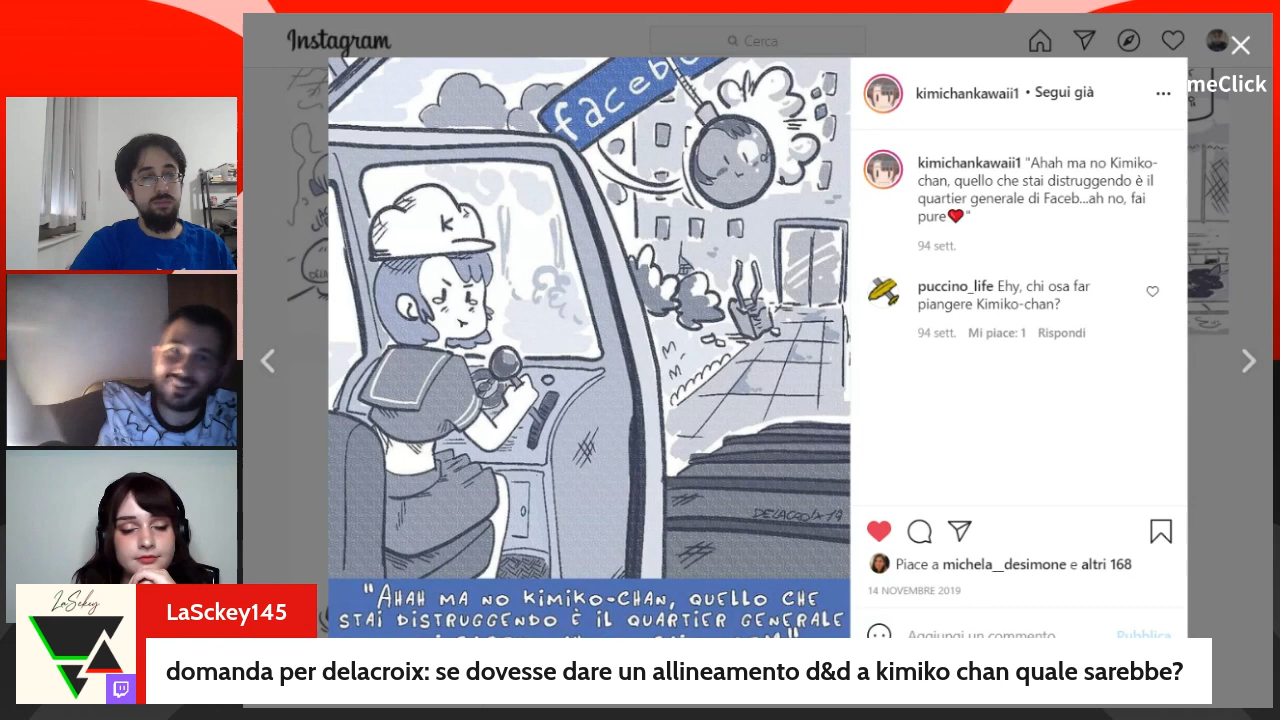 Instagram
Cerca
meClick
facebo
K
DELACROIX 19
"AHAH MA NO KIMIKO-CHAN, QUELLO CHE
STAI DISTRUGGENDO È IL QUARTIER GENERALE
kimichankawaii1 • Segui già
kimichankawaii1 "Ahah ma no Kimiko-
chan, quello che stai distruggendo è il
quartier generale di Faceb...ah no, fai
pure❤️"
94 sett.
puccino_life Ehy, chi osa far
piangere Kimiko-chan?
94 sett. Mi piace: 1 Rispondi
Piace a michela__desimone e altri 168
14 NOVEMBRE 2019
Aggiungi un commento
Pubblica
LaSckey
LaSckey145
domanda per delacroix: se dovesse dare un allineamento d&d a kimiko chan quale sarebbe?